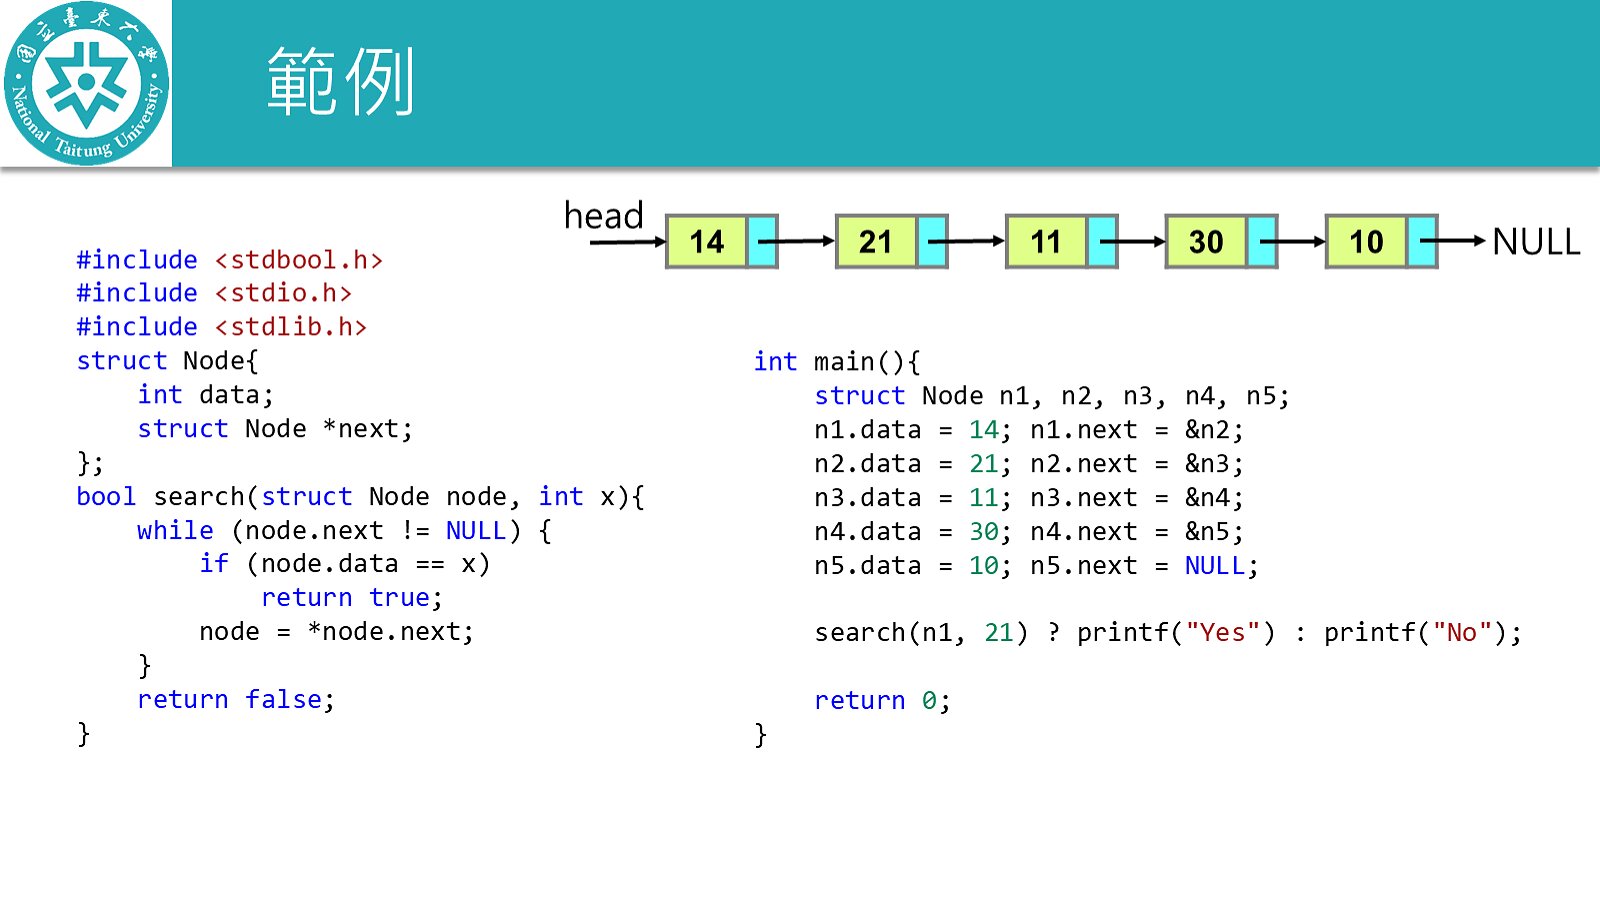 國立臺東大學
National Taitung University
範例
head
14
21
11
30
10
NULL
#include <stdbool.h>
#include <stdio.h>
#include <stdlib.h>
struct Node{
    int data;
    struct Node *next;
};
bool search(struct Node node, int x){
    while (node.next != NULL) {
        if (node.data == x)
            return true;
        node = *node.next;
    }
    return false;
}
int main(){
    struct Node n1, n2, n3, n4, n5;
    n1.data = 14; n1.next = &n2;
    n2.data = 21; n2.next = &n3;
    n3.data = 11; n3.next = &n4;
    n4.data = 30; n4.next = &n5;
    n5.data = 10; n5.next = NULL;
    search(n1, 21) ? printf("Yes") : printf("No");
    return 0;
}